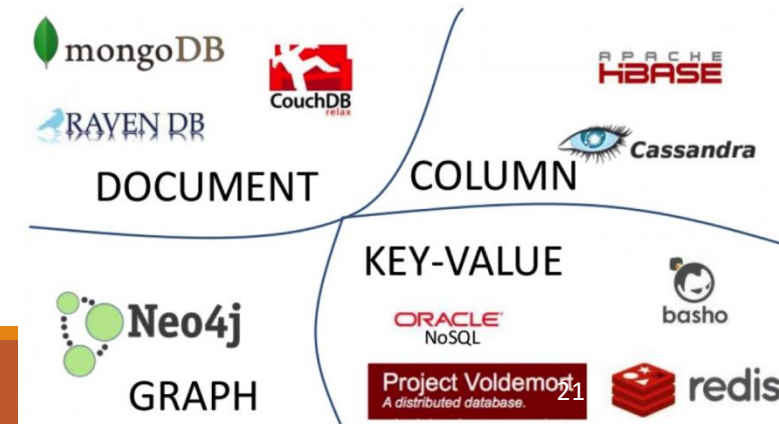 mongoDB
CouchDB
relax
RAVEN DB
DOCUMENT
APACHE
HBASE
Cassandra
COLUMN
KEY-VALUE
ORACLE
NoSQL
basho
Project Voldemort
A distributed database.
21
redis
Neo4j
GRAPH